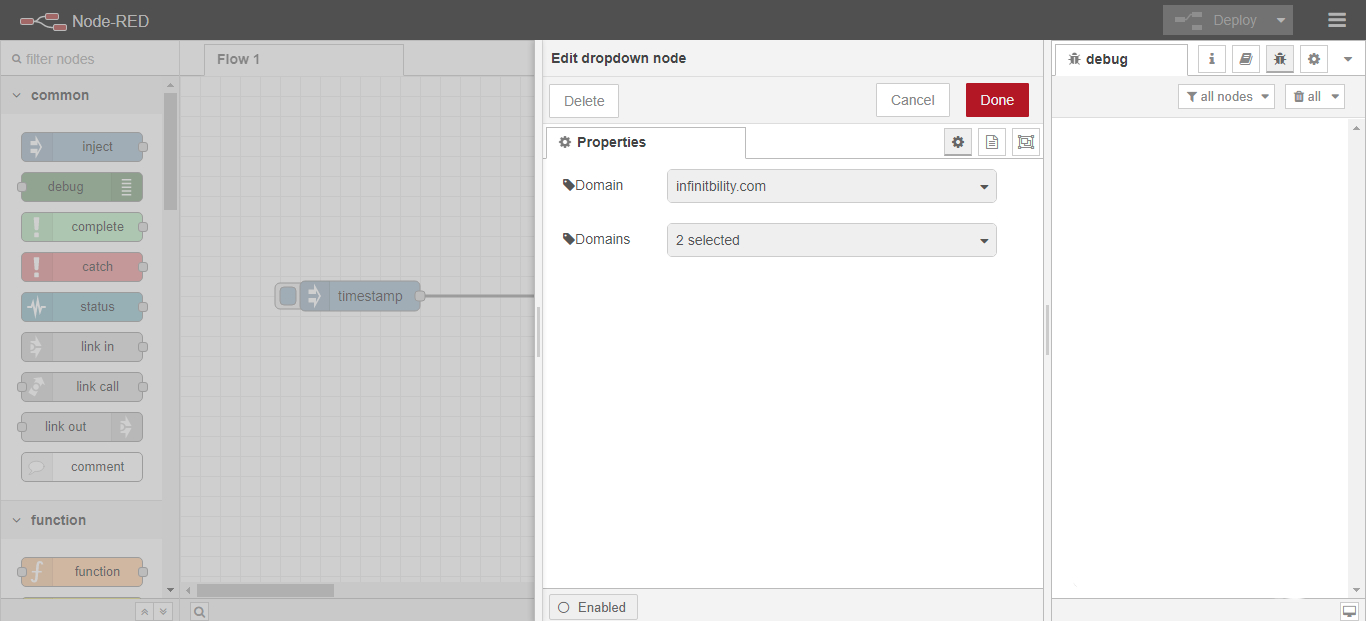 Node-RED
Deploy
filter nodes
Flow 1
Edit dropdown node
debug
common
Delete
Cancel
Done
all nodes
all
Properties
inject
debug
complete
catch
status
link in
link call
link out
comment
function
function
timestamp
Domain
infinitbility.com
Domains
2 selected
Enabled